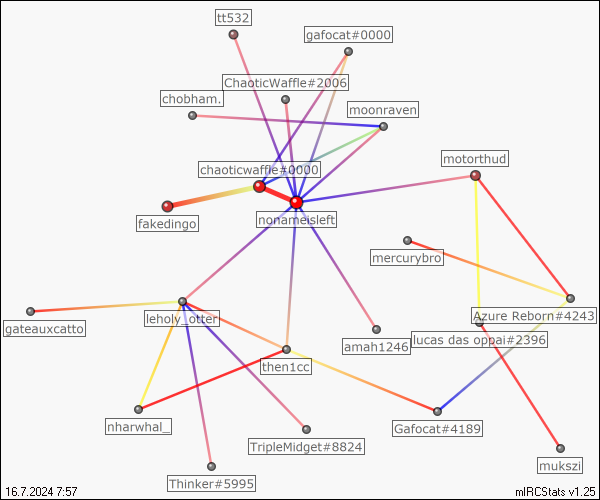 tt532
gafocat#0000
ChaoticWaffle#2006
chobham.
moonraven
motorthud
chaoticwaffle#0000
fakedingo
nonameisleft
mercurybro
leholy_otter
Azure Reborn#4243
gateauxcatto
lucas das oppai#2396
amah1246
then1cc
nharwhal_
Gafocat#4189
TripleMidget#8824
mukszi
Thinker#5995
16.7.2024 7:57
mIRCStats v1.25